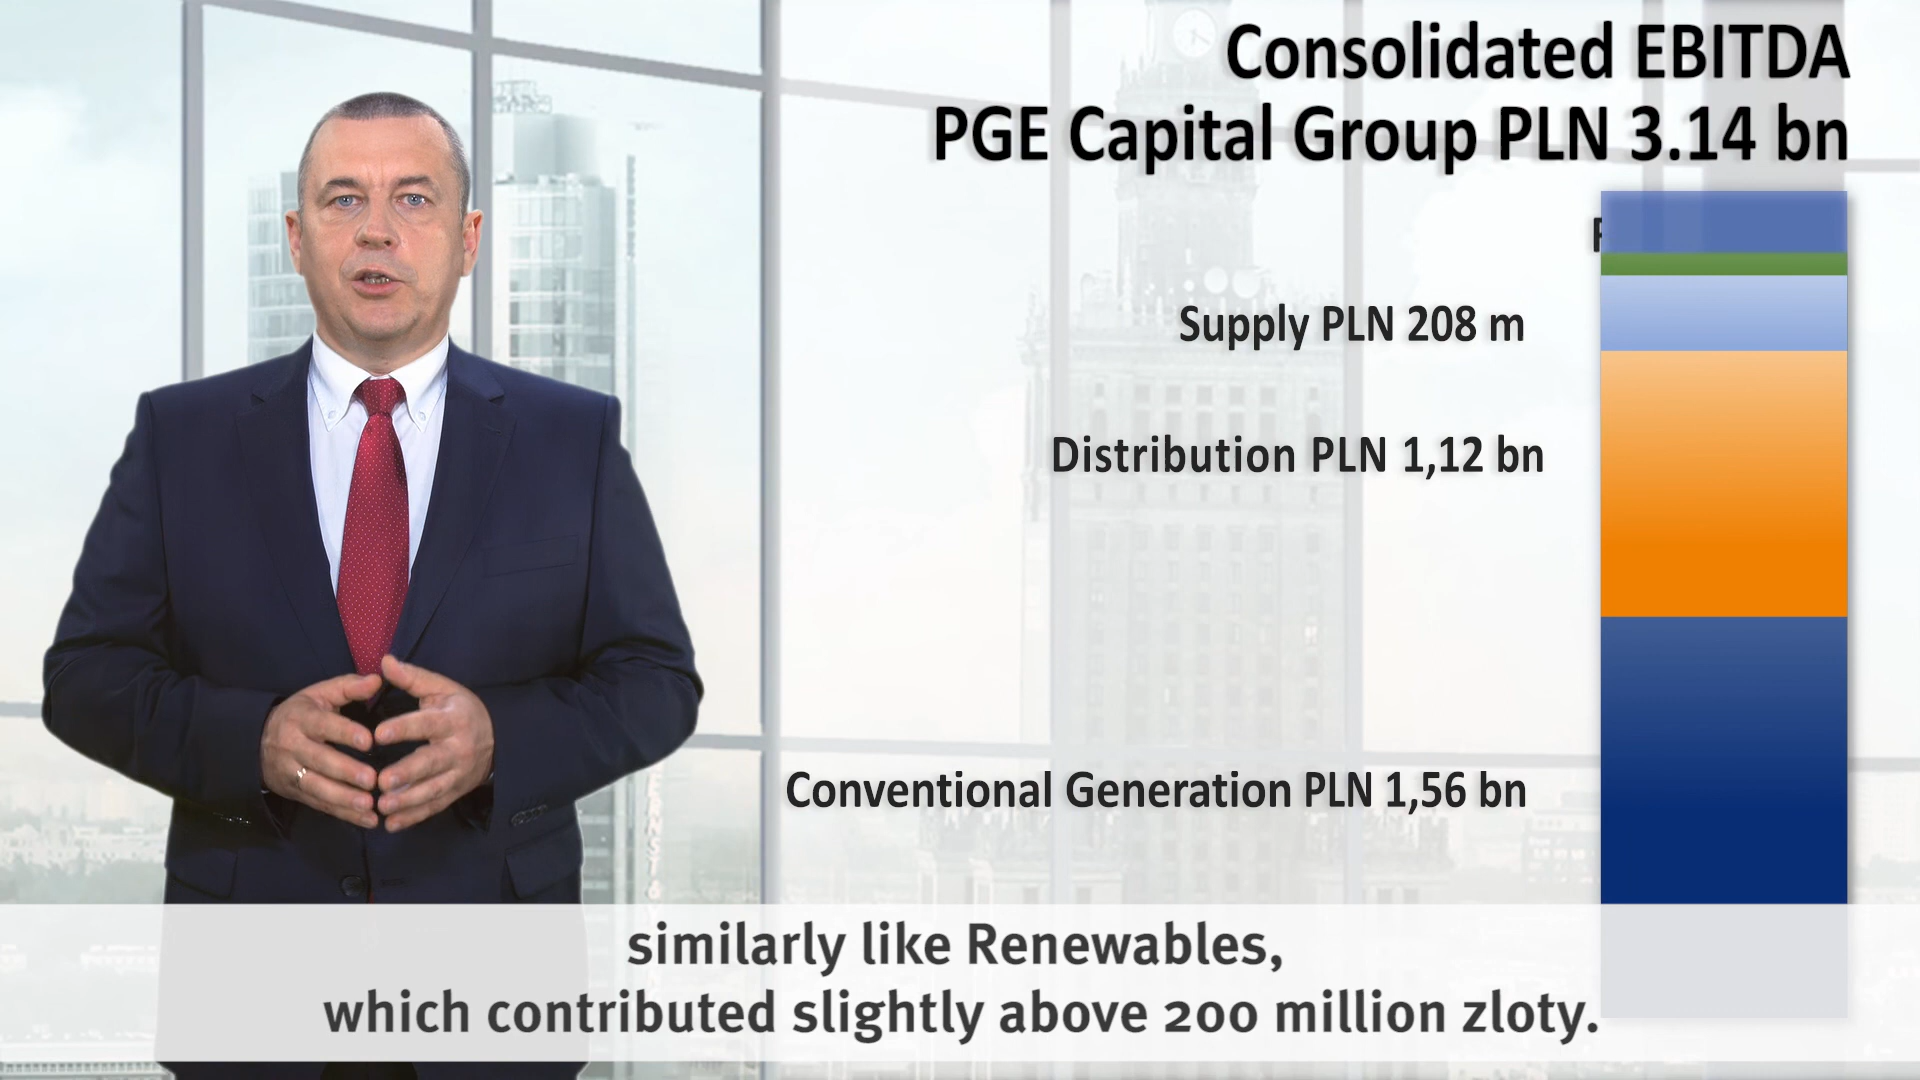 Consolidated EBITDA
PGE Capital Group PLN 3.14 bn
Supply PLN 208 m
Distribution PLN 1,12 bn
Conventional Generation PLN 1,56 bn
similarly like Renewables,
which contributed slightly above 200 million zloty.